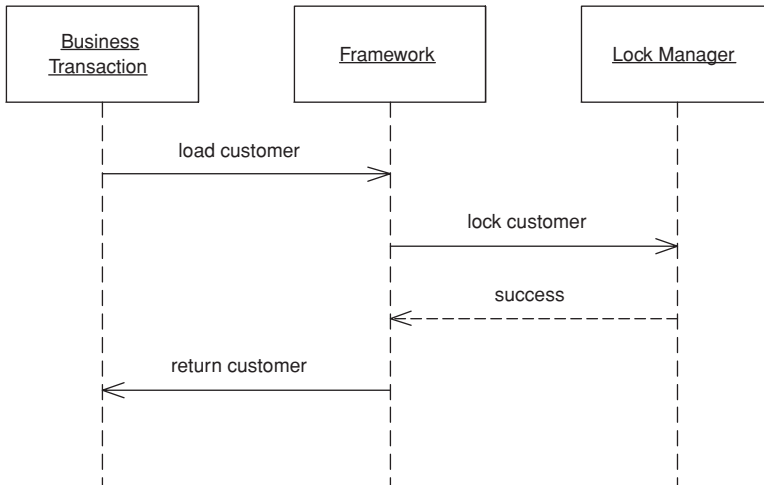 Business
Transaction
Framework
Lock Manager
load customer
lock customer
success
return customer